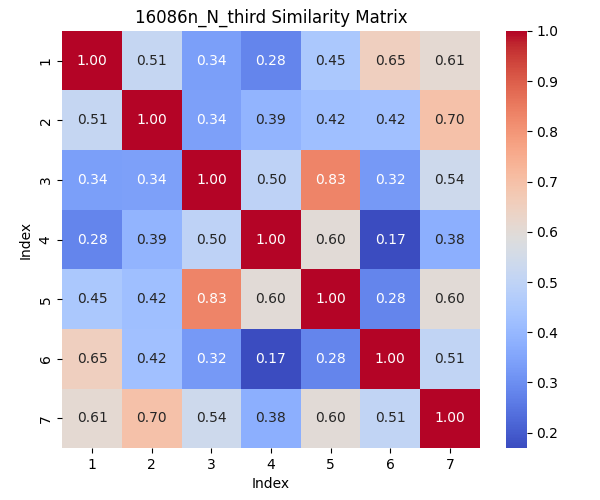 16086n_N_third Similarity Matrix
1 1.00 0.51 0.34 0.28 0.45 0.65 0.61
2 0.51 1.00 0.34 0.39 0.42 0.42 0.70
3 0.34 0.34 1.00 0.50 0.83 0.32 0.54
4 0.28 0.39 0.50 1.00 0.60 0.17 0.38
5 0.45 0.42 0.83 0.60 1.00 0.28 0.60
6 0.65 0.42 0.32 0.17 0.28 1.00 0.51
7 0.61 0.70 0.54 0.38 0.60 0.51 1.00
1 2 3 4 5 6 7
Index
Index
1.0
0.9
0.8
0.7
0.6
0.5
0.4
0.3
0.2